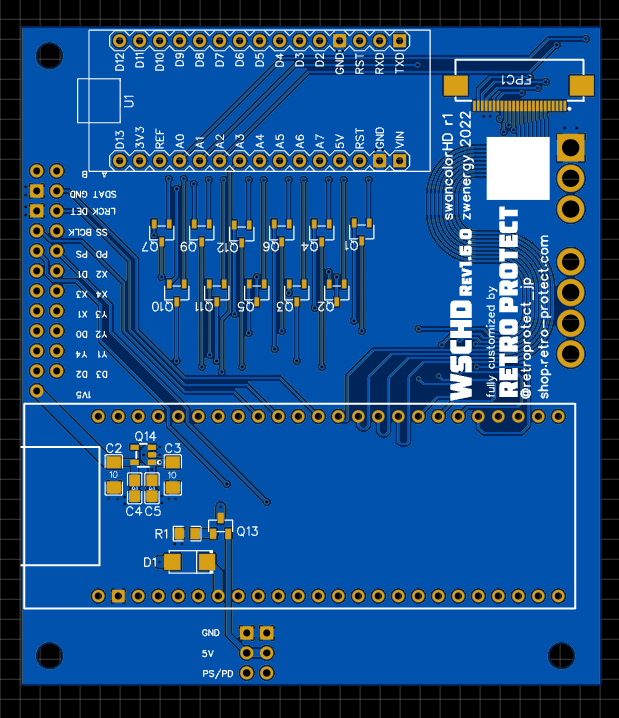 D12 D11 D10 D9 D8 D7 D6 D5 D4 D3 D2 GND RST RXD TXD
FPC1
U1
D13 3V3 REF A0 A1 A2 A3 A4 A5 A6 A7 5V RST GND VIN
swancolorHD r1
zwenergy 2022
B A
SDAT GND
LRCK DET
SS BCLK
PS PD
D1 X2
X3 X4
X1 Y3
D0 Y2
Y4 Y1
D2 D3
1V5
Q7 Q9 Q12 Q6 Q4 Q1
Q10 Q11 Q5 Q3 Q2
WSCHD REV1.6.0
fully customized by
RETRO PROTECT
@retroprotect_jp
shop.retro-protect.com
Q14
C2 C3
10 10
C4 C5
R1 Q13
D1
GND
5V
PS/PD